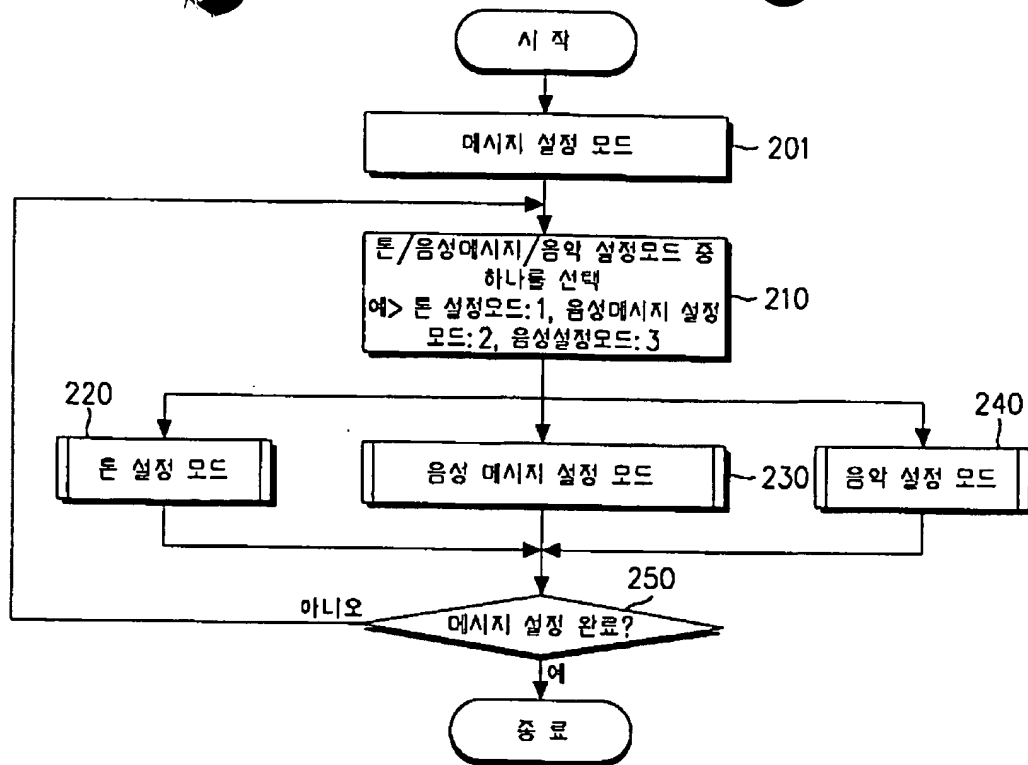 시 작
메시지 설정 모드
201
톤/음성메시지/음악 설정모드 중
하나를 선택
예> 톤 설정모드:1, 음성메시지 설정
모드:2, 음성설정모드:3
210
220
톤 설정 모드
음성 메시지 설정 모드
230
240
음악 설정 모드
250
메시지 설정 완료?
아니오
예
종 료